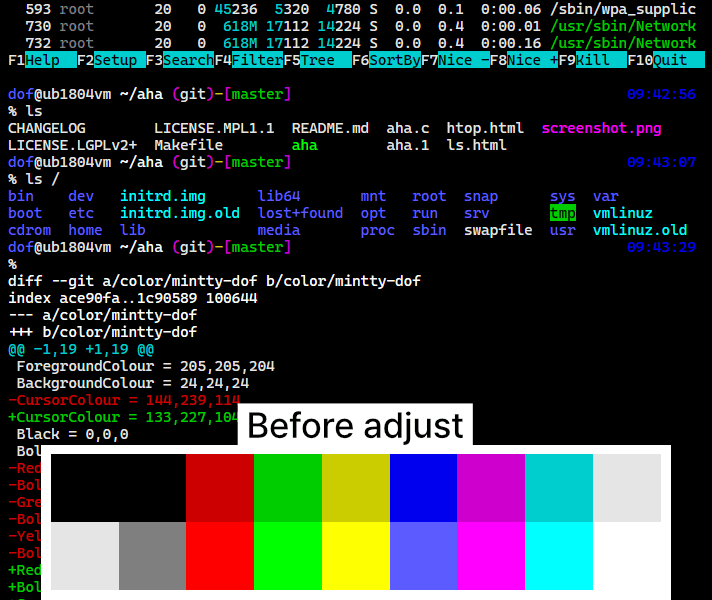 593 root 20 0 45236 5320 4780 S 0.0 0.1 0:00.06 /sbin/wpa_supplic
730 root 20 0 618M 17112 14224 S 0.0 0.4 0:00.01 /usr/sbin/Network
732 root 20 0 618M 17112 14224 S 0.0 0.4 0:00.16 /usr/sbin/Network
F1Help F2Setup F3SearchF4FilterF5Tree F6SortByF7Nice -F8Nice +F9Kill F10Quit
dof@ub1804vm ~/aha (git)-[master] 09:42:56
% ls
CHANGELOG LICENSE.MPL1.1 README.md aha.c htop.html screenshot.png
LICENSE.LGPLv2+ Makefile aha aha.1 ls.html
dof@ub1804vm ~/aha (git)-[master] 09:43:07
% ls /
bin dev initrd.img lib64 mnt root snap sys var
boot etc initrd.img.old lost+found opt run srv tmp vmlinuz
cdrom home lib media proc sbin swapfile usr vmlinuz.old
dof@ub1804vm ~/aha (git)-[master] 09:43:29
%
diff --git a/color/mintty-dof b/color/mintty-dof
index ace90fa..1c90589 100644
--- a/color/mintty-dof
+++ b/color/mintty-dof
@@ -1,19 +1,19 @@
ForegroundColour = 205,205,204
BackgroundColour = 24,24,24
-CursorColour = 144,239,114
+CursorColour = 133,227,104
Before adjust
Black = 0,0,0
Bol
-Red
-Bol
-Gre
-Bol
-Yel
-Bol
+Red
+Bol